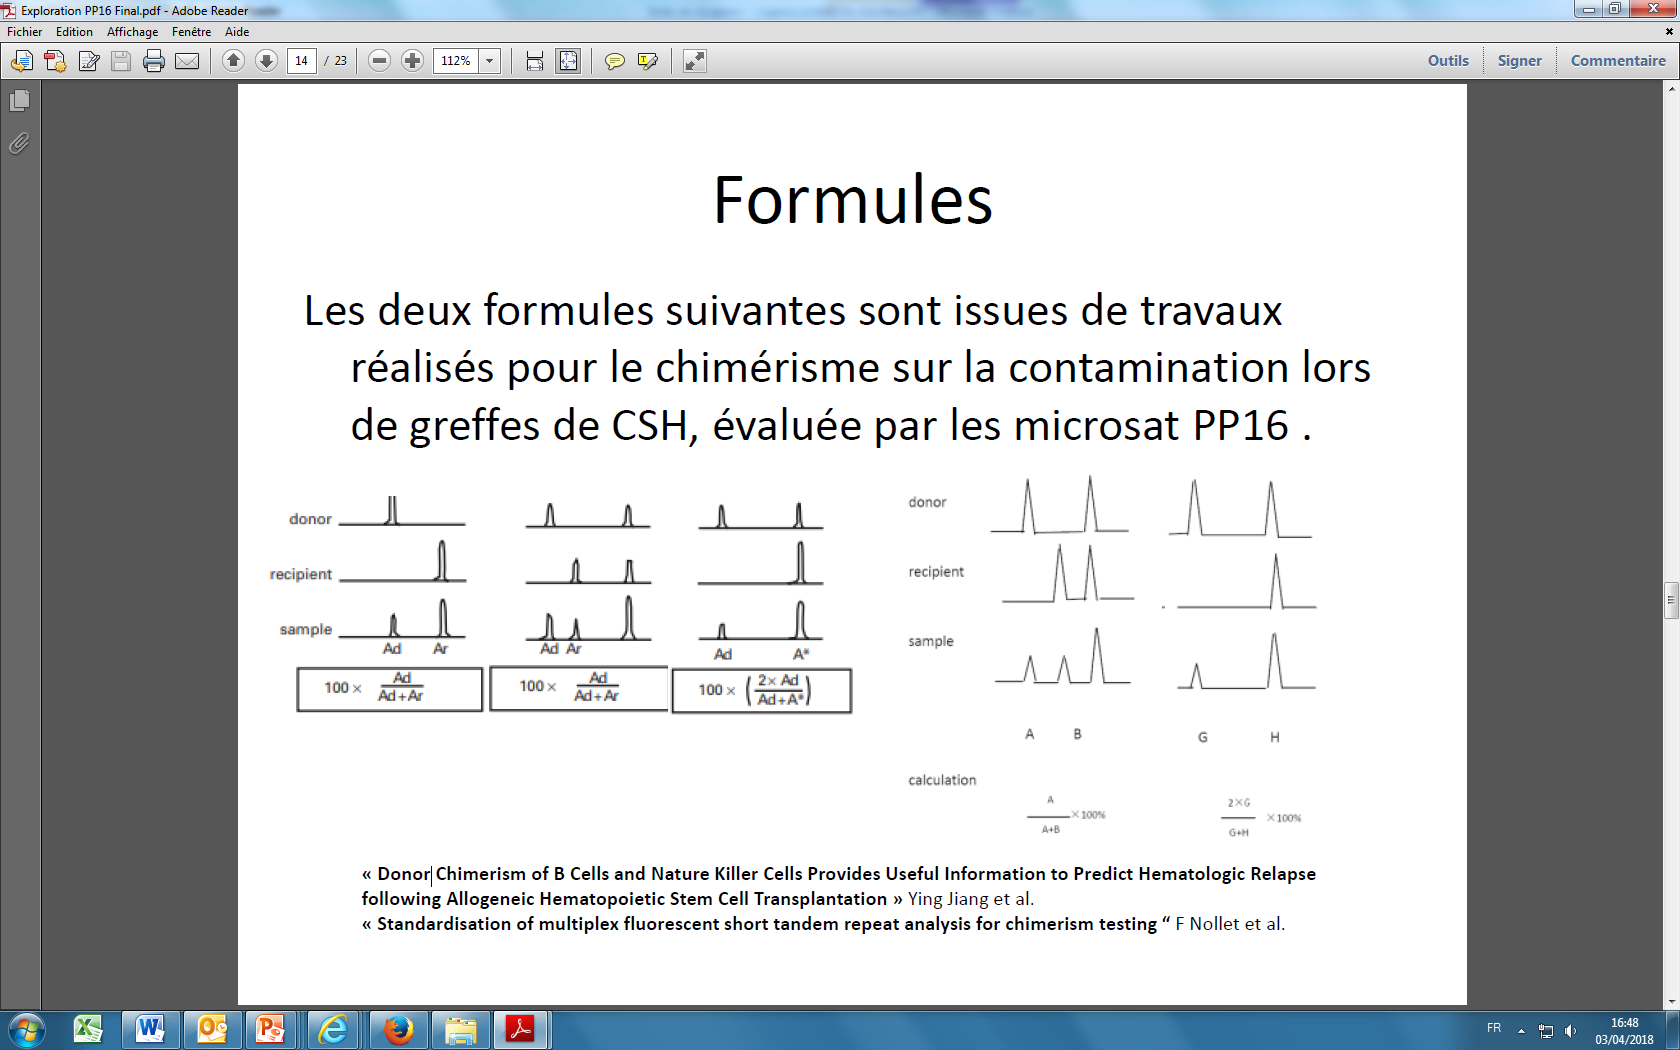 Exploration PP16 Final.pdf - Adobe Reader
Fichier Edition Affichage Fenêtre Aide
14 / 23
112%
Outils Signer Commentaire
Formules
Les deux formules suivantes sont issues de travaux
réalisés pour le chimérisme sur la contamination lors
de greffes de CSH, évaluée par les microsat PP16 .
donor
recipient
sample
Ad Ar
Ad Ar
Ad A*
100 × Ad
Ad+Ar
100 × Ad
Ad+Ar
100 × ( 2× Ad
Ad+A* )
donor
recipient
sample
A B
G H
calculation
A
×100%
A+B
2×G
×100%
G+H
« Donor Chimerism of B Cells and Nature Killer Cells Provides Useful Information to Predict Hematologic Relapse
following Allogeneic Hematopoietic Stem Cell Transplantation » Ying Jiang et al.
« Standardisation of multiplex fluorescent short tandem repeat analysis for chimerism testing “ F Nollet et al.
FR
16:48
03/04/2018